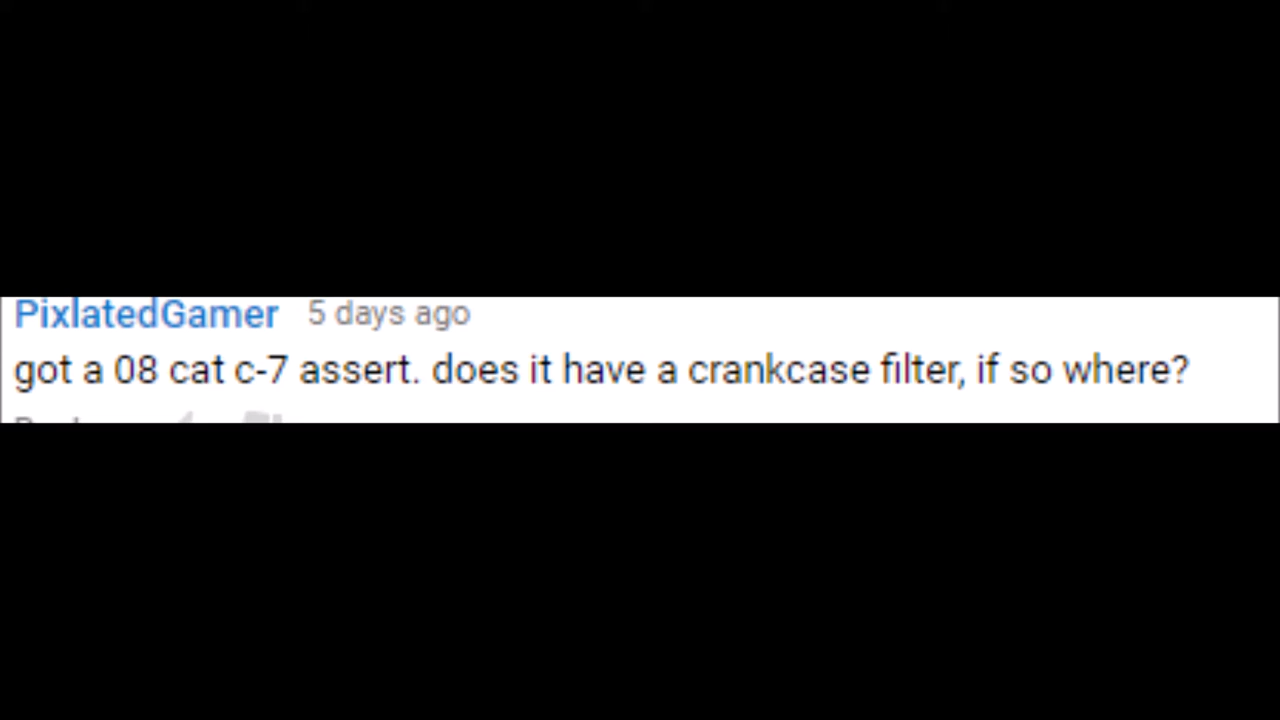 PixlatedGamer 5 days ago
got a 08 cat c-7 assert. does it have a crankcase filter, if so where?